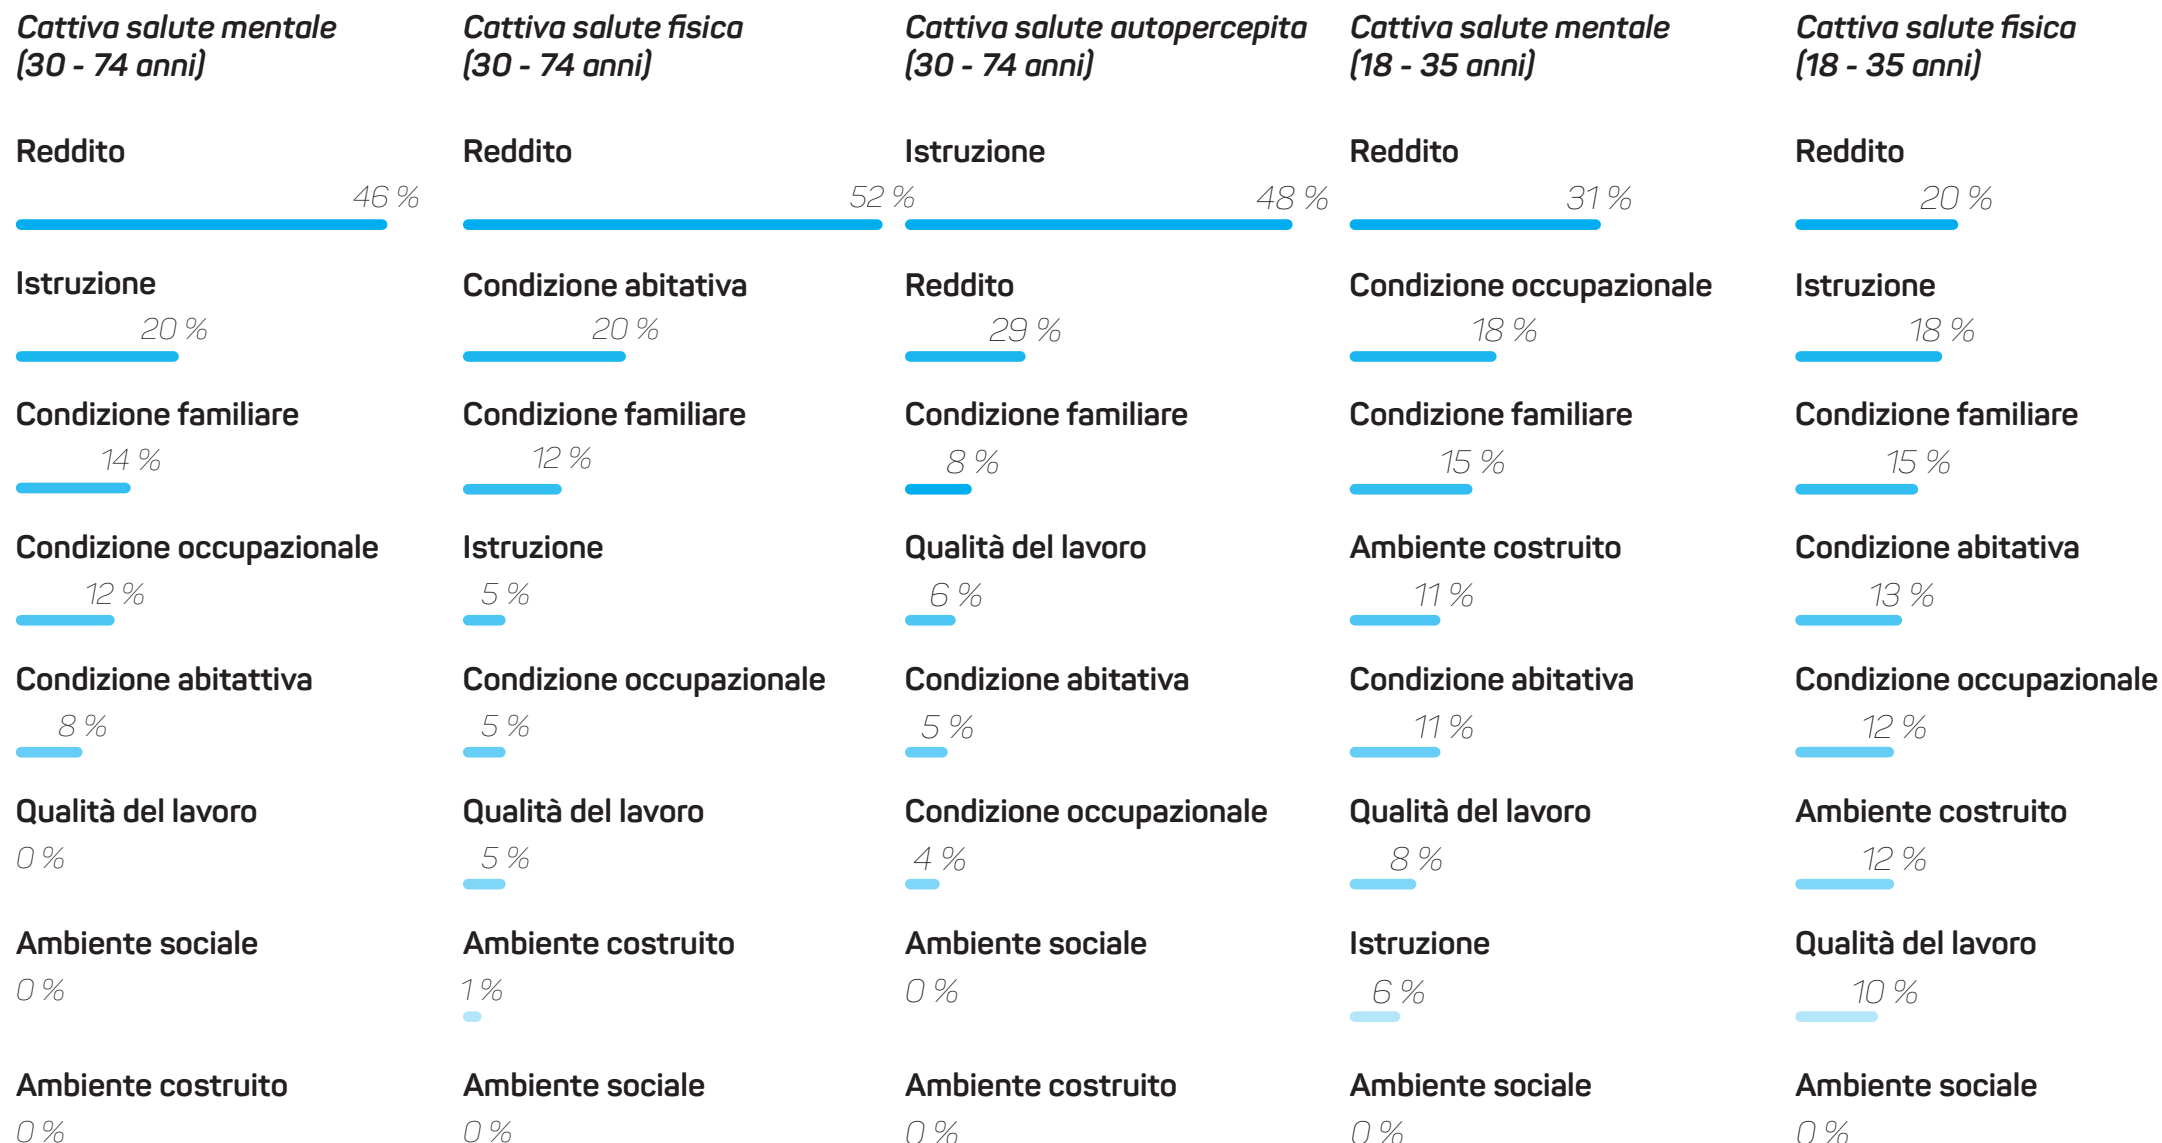 Cattiva salute mentale
(30 - 74 anni)
Reddito
46 %
Istruzione
20 %
Condizione familiare
14 %
Condizione occupazionale
12 %
Condizione abitattiva
8 %
Qualità del lavoro
0 %
Ambiente sociale
0 %
Ambiente costruito
0 %
Cattiva salute fisica
(30 - 74 anni)
Reddito
52 %
Condizione abitativa
20 %
Condizione familiare
12 %
Istruzione
5 %
Condizione occupazionale
5 %
Qualità del lavoro
5 %
Ambiente costruito
1 %
Ambiente sociale
0 %
Cattiva salute autopercepita
(30 - 74 anni)
Istruzione
48 %
Reddito
29 %
Condizione familiare
8 %
Qualità del lavoro
6 %
Condizione abitativa
5 %
Condizione occupazionale
4 %
Ambiente sociale
0 %
Ambiente costruito
0 %
Cattiva salute mentale
(18 - 35 anni)
Reddito
31 %
Condizione occupazionale
18 %
Condizione familiare
15 %
Ambiente costruito
11 %
Condizione abitativa
11 %
Qualità del lavoro
8 %
Istruzione
6 %
Ambiente sociale
0 %
Cattiva salute fisica
(18 - 35 anni)
Reddito
20 %
Istruzione
18 %
Condizione familiare
15 %
Condizione abitativa
13 %
Condizione occupazionale
12 %
Ambiente costruito
12 %
Qualità del lavoro
10 %
Ambiente sociale
0 %